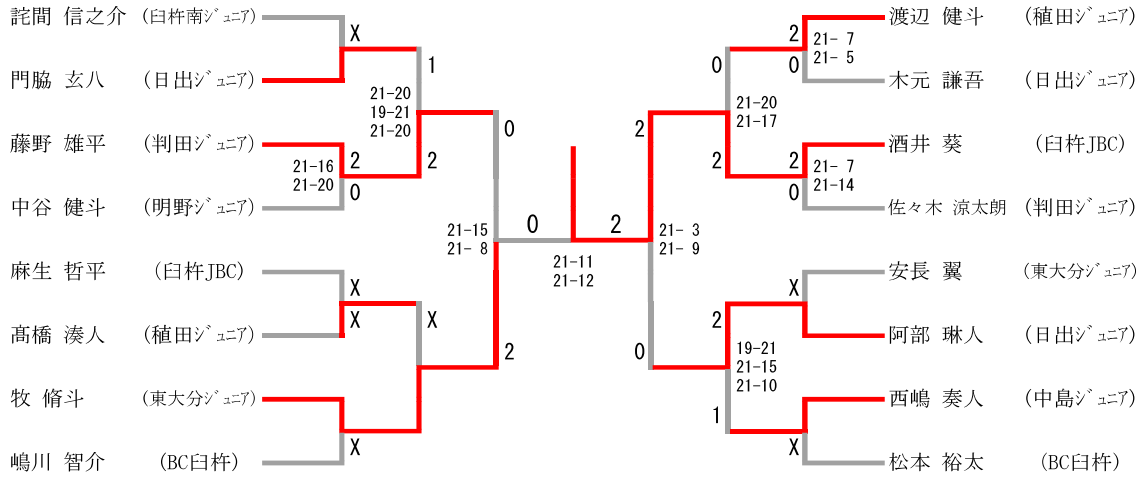 詫間 信之介 (臼杵南ジュニア)
X
門脇 玄八 (日出ジュニア)
1
21-20
19-21
21-20
藤野 雄平 (判田ジュニア)
21-16
21-20
2
0
2
中谷 健斗 (明野ジュニア)
0
21-15
21- 8
麻生 哲平 (臼杵JBC)
X
X
X
髙橋 湊人 (稙田ジュニア)
2
牧 脩斗 (東大分ジュニア)
X
嶋川 智介 (BC臼杵)
0
2
21-11
21-12
渡辺 健斗 (稙田ジュニア)
2
21- 7
21- 5
0
0
木元 謙吾 (日出ジュニア)
21-20
21-17
2
酒井 葵 (臼杵JBC)
2
2
21- 7
21-14
0
佐々木 涼太朗 (判田ジュニア)
21- 3
21- 9
安長 翼 (東大分ジュニア)
X
2
阿部 琳人 (日出ジュニア)
0
19-21
21-15
21-10
西嶋 奏人 (中島ジュニア)
1
X
松本 裕太 (BC臼杵)